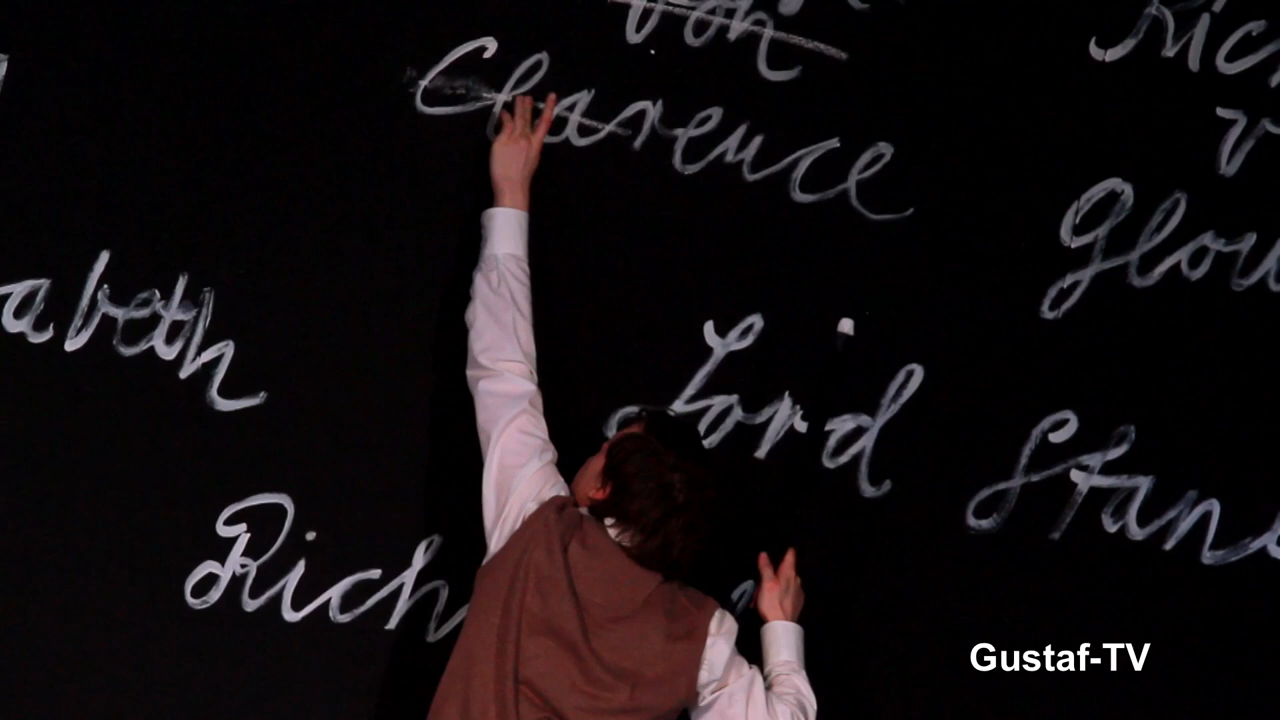 von
Clarence
Rich
v
Glou
abeth
Lord
Stan
Rich
Gustaf-TV